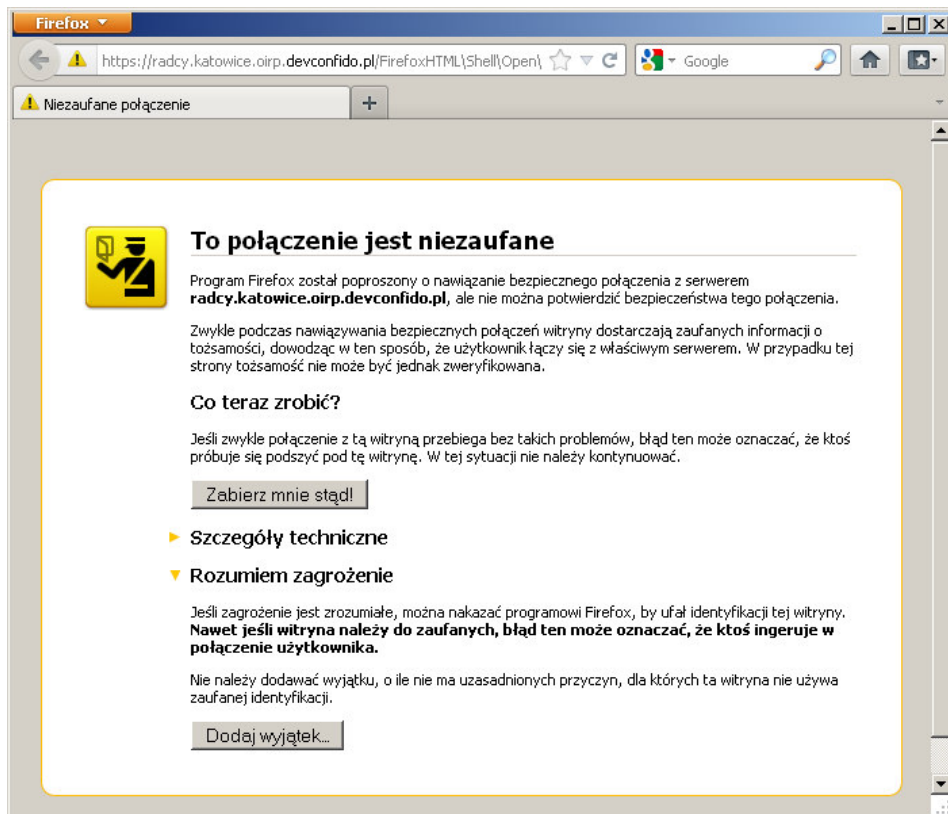 Firefox
https://radcy.katowice.oirp.devconfido.pl/FirefoxHTML\Shell\Open\
Google
Niezaufane połączenie
To połączenie jest niezaufane
Program Firefox został poproszony o nawiązanie bezpiecznego połączenia z serwerem
radcy.katowice.oirp.devconfido.pl, ale nie można potwierdzić bezpieczeństwa tego połączenia.
Zwykle podczas nawiązywania bezpiecznych połączeń witryny dostarczają zaufanych informacji o
tożsamości, dowodząc w ten sposób, że użytkownik łączy się z właściwym serwerem. W przypadku tej
strony tożsamość nie może być jednak zweryfikowana.
Co teraz zrobić?
Jeśli zwykle połączenie z tą witryną przebiega bez takich problemów, błąd ten może oznaczać, że ktoś
próbuje się podszyć pod tę witrynę. W tej sytuacji nie należy kontynuować.
Zabierz mnie stąd!
Szczegóły techniczne
Rozumiem zagrożenie
Jeśli zagrożenie jest zrozumiałe, można nakazać programowi Firefox, by ufał identyfikacji tej witryny.
Nawet jeśli witryna należy do zaufanych, błąd ten może oznaczać, że ktoś ingeruje w
połączenie użytkownika.
Nie należy dodawać wyjątku, o ile nie ma uzasadnionych przyczyn, dla których ta witryna nie używa
zaufanej identyfikacji.
Dodaj wyjątek...